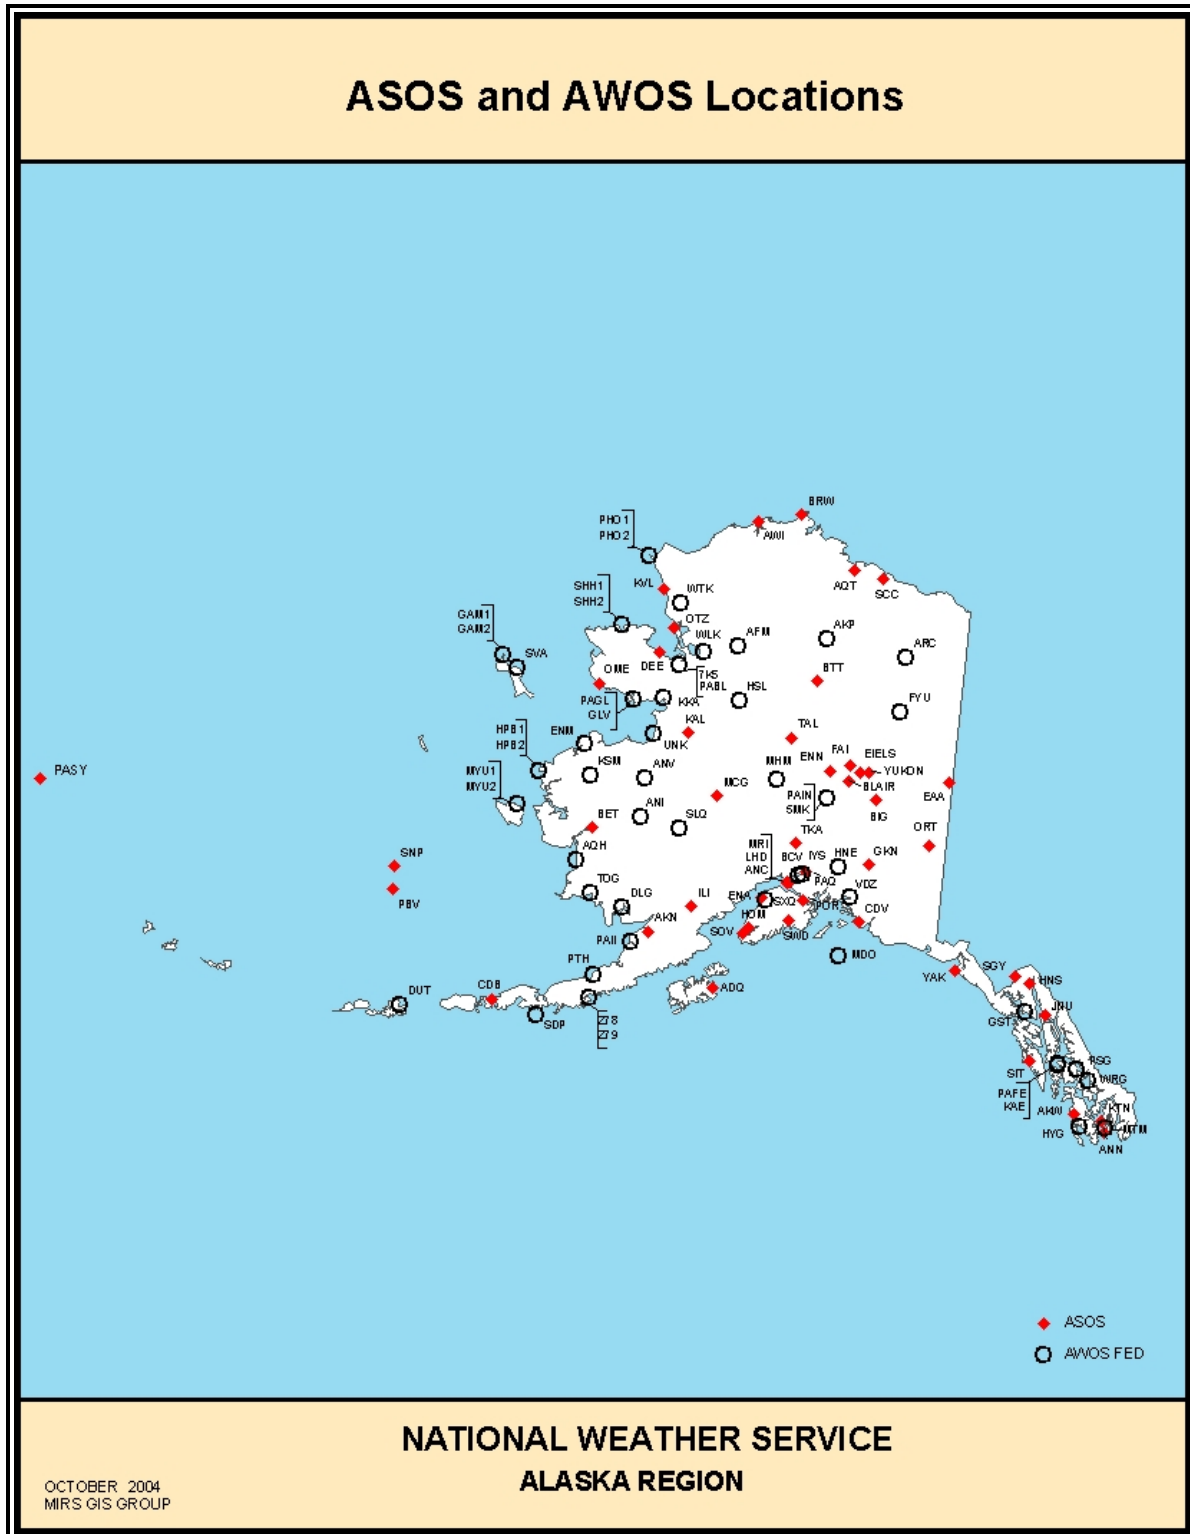 ASOS and AWOS Locations
BRW
AWI
PHO1
PHO2
AQT
SCC
KVL
WTK
SHH1
SHH2
OTZ
WLK
AFM
AKP
ARC
GAM1
GAM2
SVA
OME
DEE
7K5
PABL
BTT
HSL
FYU
PAGL
GLV
KKA
KAL
TAL
HPB1
HPB2
ENM
UNK
PASY
MYU1
MYU2
KSM
ANV
MHM
ENN
FAI
EIELS
YUKON
BLAIR
EAA
MCG
PAIN
5MK
BIG
BET
ANI
SLQ
TKA
ORT
SNP
AQH
MRI
LHD
ANC
BCV
IYS
HNE
GKN
PBV
TOG
DLG
ILI
ENA
SXQ
PAQ
POR
VDZ
CDV
AKN
HOM
SOV
SWD
PAII
MDO
PTH
YAK
SGY
HNS
DUT
CDB
ADQ
SDP
Z78
Z79
GST
JNU
SIT
PSG
WRG
PAFE
KAE
AKW
KTN
HYG
MTM
ANN
ASOS
AWOS FED
NATIONAL WEATHER SERVICE
ALASKA REGION
OCTOBER 2004
MIRS GIS GROUP